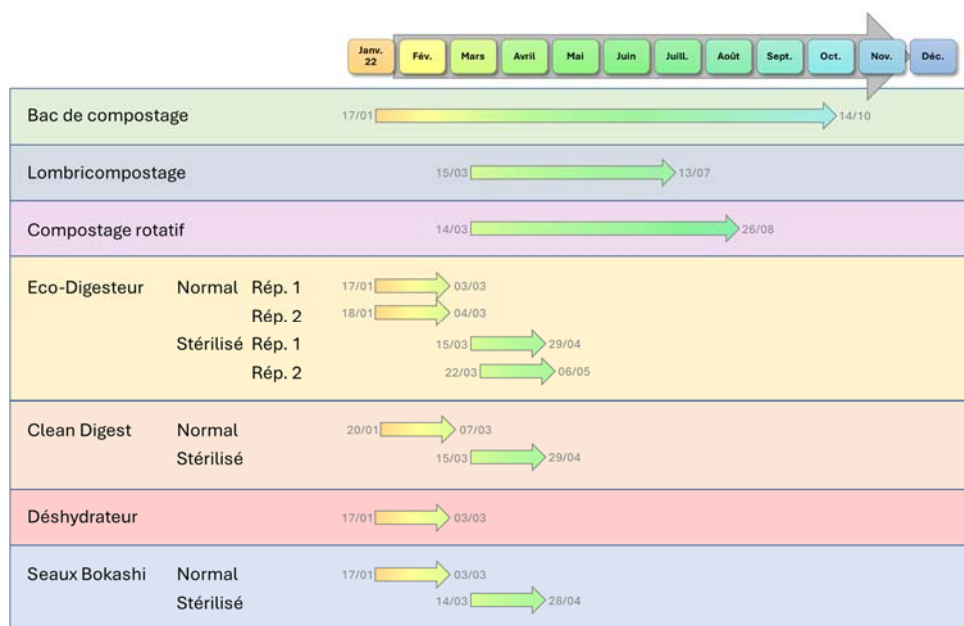 Janv. 22 Fév. Mars Avril Mai Juin Juill. Août Sept. Oct. Nov. Déc.
Bac de compostage 17/01 14/10
Lombricompostage 15/03 13/07
Compostage rotatif 14/03 26/08
Eco-Digesteur Normal Rép. 1 17/01 03/03
Rép. 2 18/01 04/03
Stérilisé Rép. 1 15/03 29/04
Rép. 2 22/03 06/05
Clean Digest Normal 20/01 07/03
Stérilisé 15/03 29/04
Déshydrateur 17/01 03/03
Seaux Bokashi Normal 17/01 03/03
Stérilisé 14/03 28/04